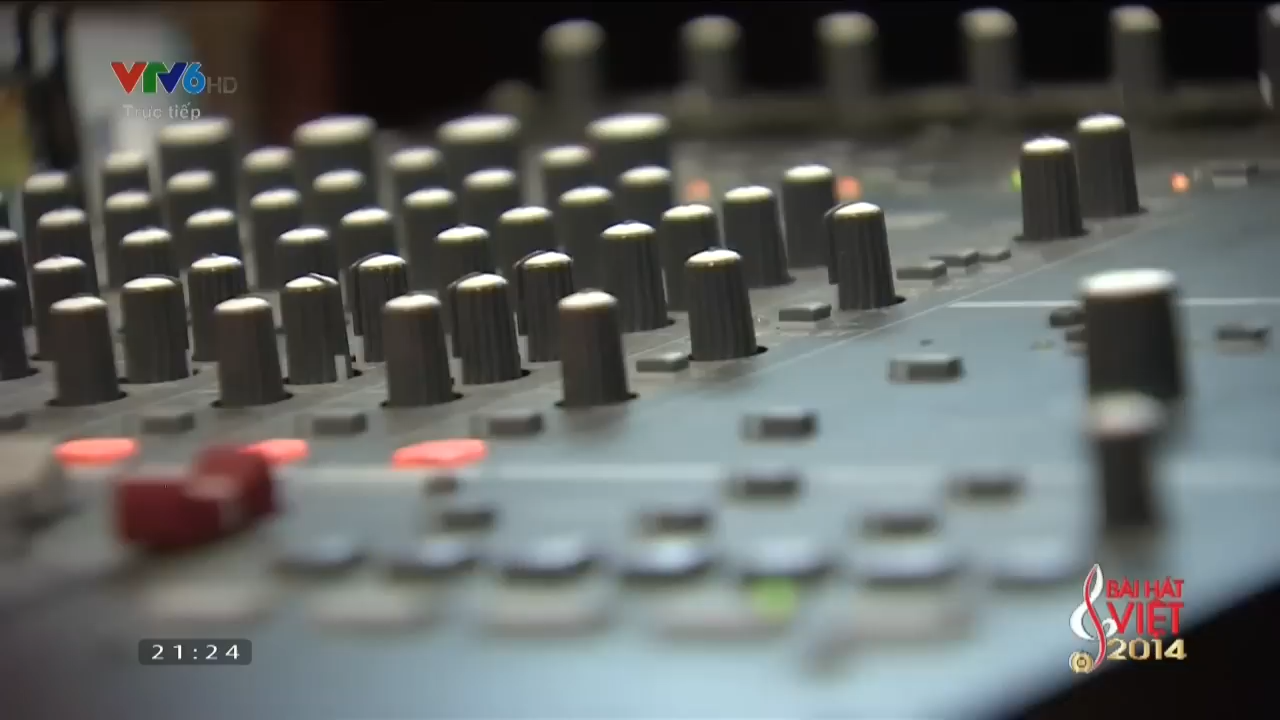 VTV6HD
Trực tiếp
21:24
BÀI HÁT
VIỆT
2014